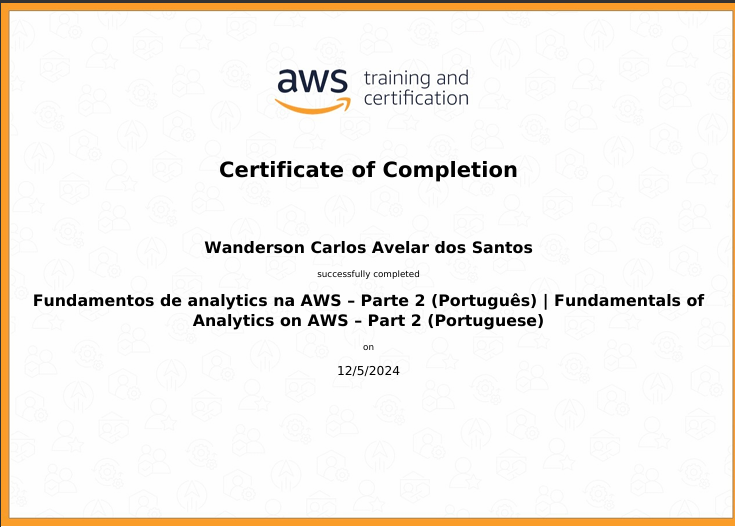 aws training and
certification
Certificate of Completion
Wanderson Carlos Avelar dos Santos
successfully completed
Fundamentos de analytics na AWS – Parte 2 (Português) | Fundamentals of
Analytics on AWS – Part 2 (Portuguese)
on
12/5/2024